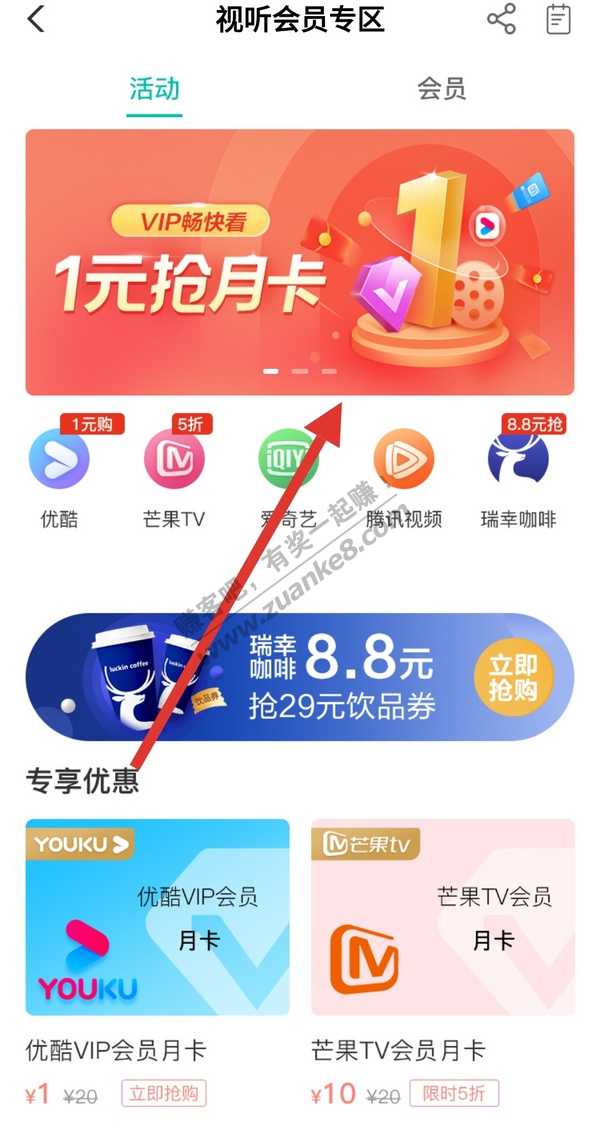 视听会员专区
活动
会员
VIP畅快看
1元抢月卡
1
1元购
5折
8.8元抢
iQIY
优酷
芒果TV
爱奇艺
腾讯视频
瑞幸咖啡
赚客吧，有奖一起赚！
www.zuanke8.com
luckin coffee
luckin coffee
饮品券
瑞幸咖啡
8.8元
抢29元饮品券
立即抢购
专享优惠
YOUKU
芒果tv
优酷VIP会员
芒果TV会员
月卡
月卡
YOUKU
优酷VIP会员月卡
芒果TV会员月卡
¥1 ¥20 立即抢购
¥10 ¥20 限时5折